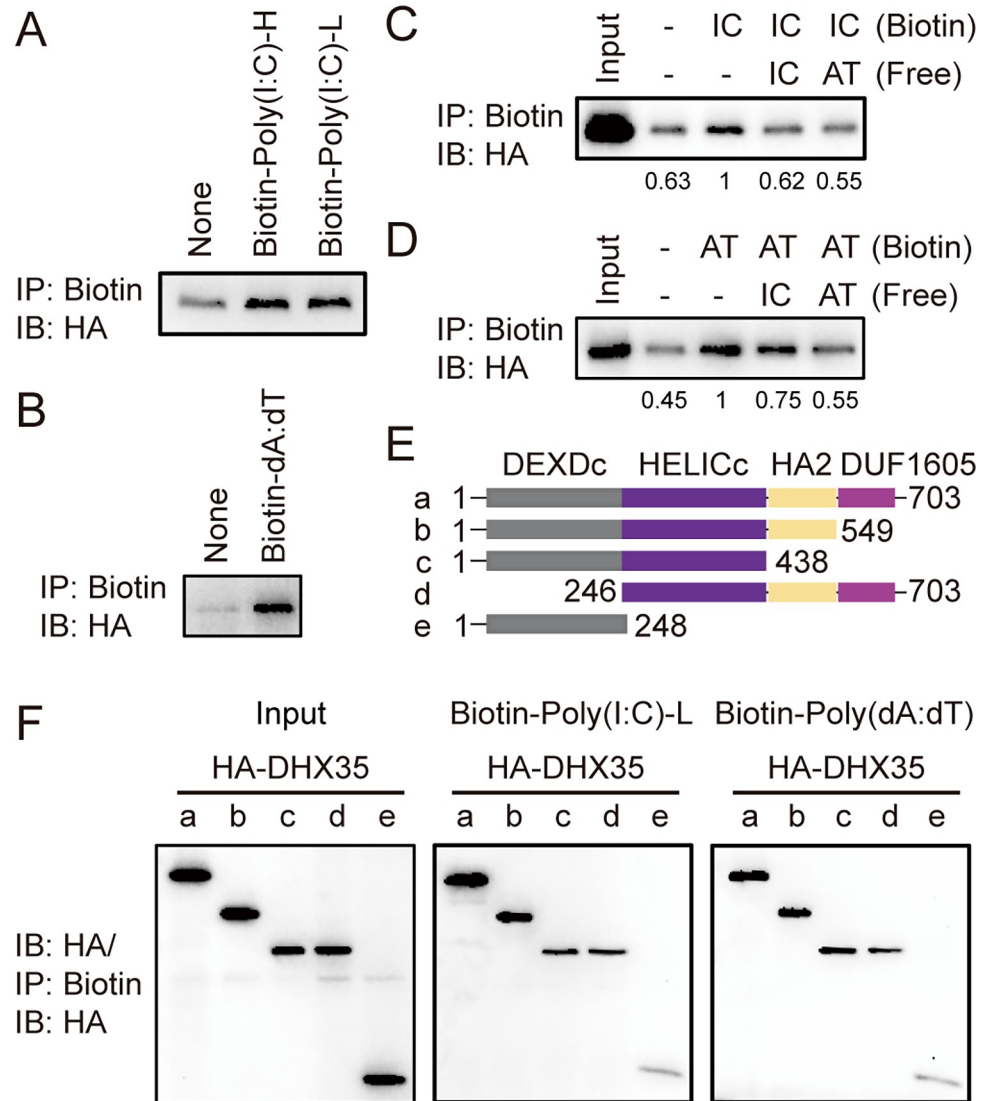 A
None
Biotin-Poly(I:C)-H
Biotin-Poly(I:C)-L
IP: Biotin
IB: HA
B
None
Biotin-dA:dT
IP: Biotin
IB: HA
C
Input
- IC IC IC (Biotin)
- - IC AT (Free)
IP: Biotin
IB: HA
0.63 1 0.62 0.55
D
Input
- AT AT AT (Biotin)
- - IC AT (Free)
IP: Biotin
IB: HA
0.45 1 0.75 0.55
E
DEXDc HELICc HA2 DUF1605
a 1 703
b 1 549
c 1 438
d 246 703
e 1 248
F
Input Biotin-Poly(I:C)-L Biotin-Poly(dA:dT)
HA-DHX35 HA-DHX35 HA-DHX35
a b c d e a b c d e a b c d e
IB: HA/
IP: Biotin
IB: HA